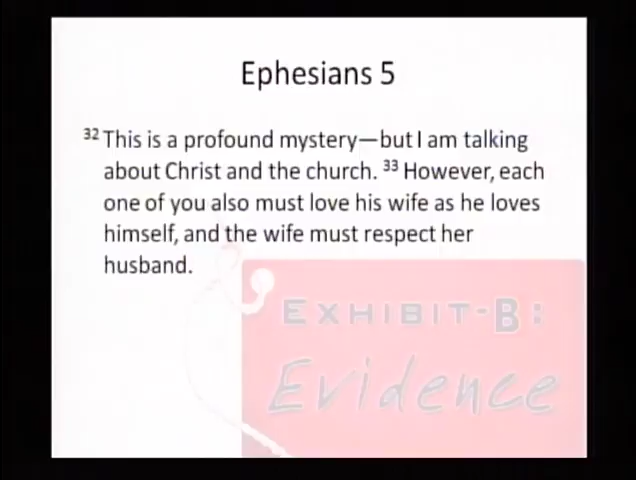 Ephesians 5
32 This is a profound mystery—but I am talking
about Christ and the church. 33 However, each
one of you also must love his wife as he loves
himself, and the wife must respect her
husband.
EXHIBIT-B:
Evidence